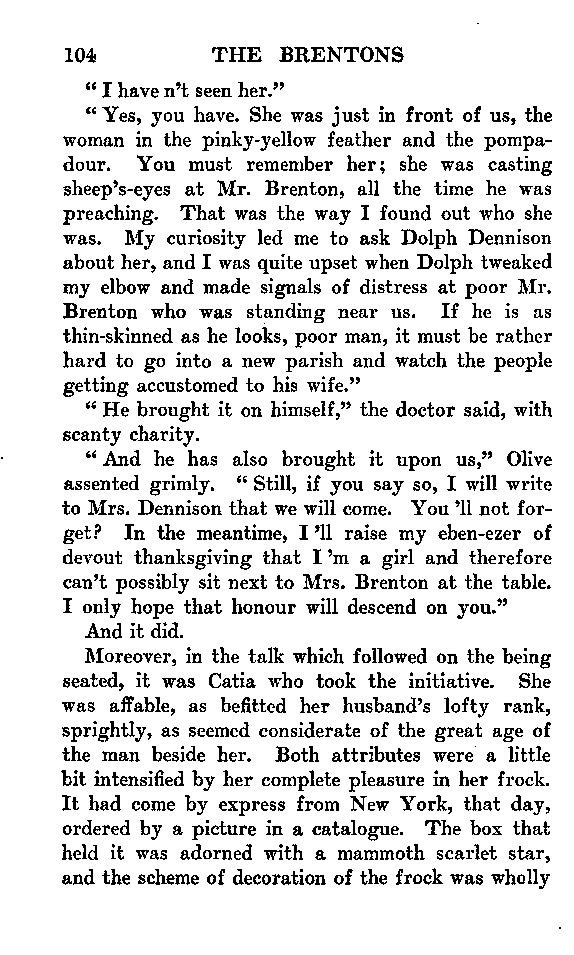 104 THE BRENTONS
" I have n't seen her."
" Yes, you have. She was just in front of us, the
woman in the pinky-yellow feather and the pompa-
dour. You must remember her; she was casting
sheep's-eyes at Mr. Brenton, all the time he was
preaching. That was the way I found out who she
was. My curiosity led me to ask Dolph Dennison
about her, and I was quite upset when Dolph tweaked
my elbow and made signals of distress at poor Mr.
Brenton who was standing near us. If he is as
thin-skinned as he looks, poor man, it must be rather
hard to go into a new parish and watch the people
getting accustomed to his wife."
" He brought it on himself," the doctor said, with
scanty charity.
" And he has also brought it upon us," Olive
assented grimly. " Still, if you say so, I will write
to Mrs. Dennison that we will come. You 'll not for-
get? In the meantime, I 'll raise my eben-ezer of
devout thanksgiving that I 'm a girl and therefore
can't possibly sit next to Mrs. Brenton at the table.
I only hope that honour will descend on you."
And it did.
Moreover, in the talk which followed on the being
seated, it was Catia who took the initiative. She
was affable, as befitted her husband's lofty rank,
sprightly, as seemed considerate of the great age of
the man beside her. Both attributes were a little
bit intensified by her complete pleasure in her frock.
It had come by express from New York, that day,
ordered by a picture in a catalogue. The box that
held it was adorned with a mammoth scarlet star,
and the scheme of decoration of the frock was wholly